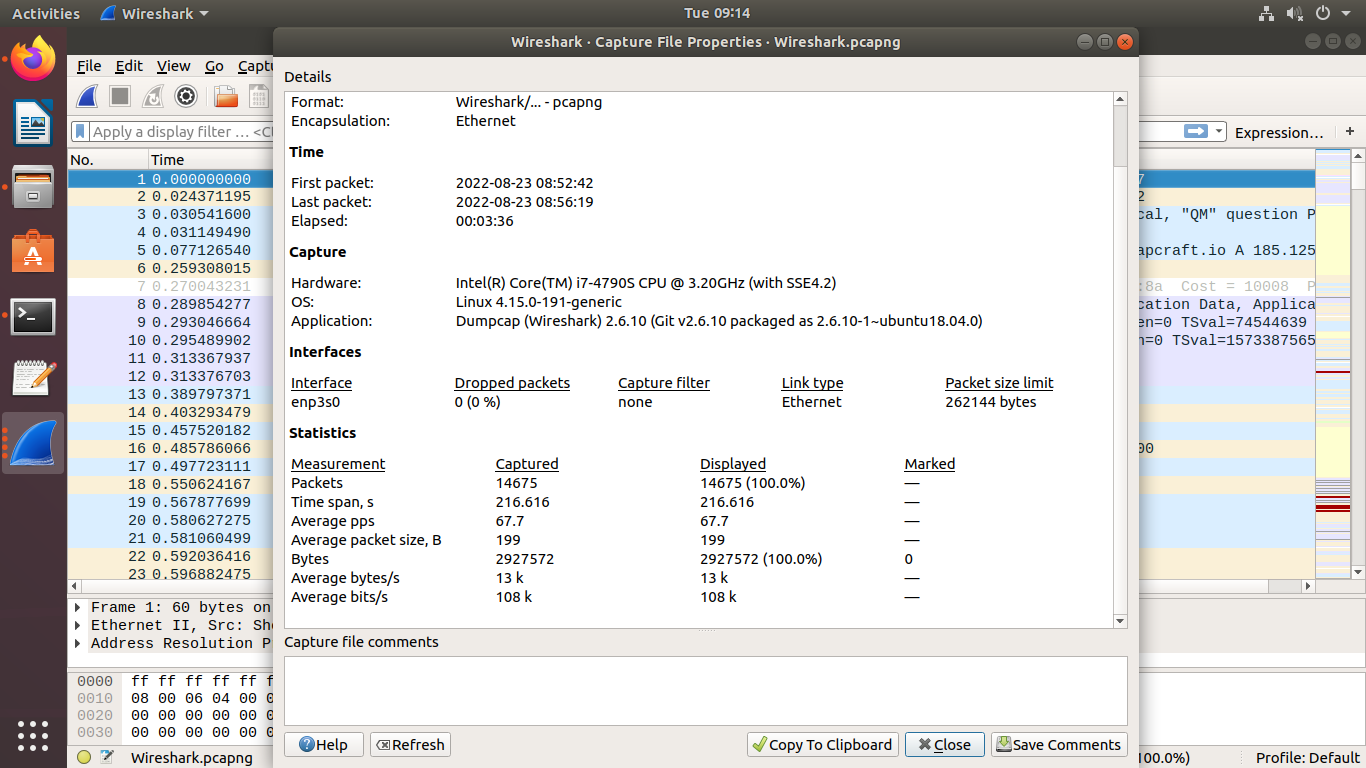 Activities Wireshark Tue 09:14
Wireshark · Capture File Properties · Wireshark.pcapng
File Edit View Go Captu
Apply a display filter … <C
Expression… +
No. Time
1 0.000000000
2 0.024371195
3 0.030541600
4 0.031149490
5 0.077126540
6 0.259308015
7 0.270043231
8 0.289854277
9 0.293046664
10 0.295489902
11 0.313367937
12 0.313376703
13 0.389797371
14 0.403293479
15 0.457520182
16 0.485786066
17 0.497723111
18 0.550624167
19 0.567877699
20 0.580627275
21 0.581060499
22 0.592036416
23 0.596882475
Details
Format: Wireshark/... - pcapng
Encapsulation: Ethernet
Time
First packet: 2022-08-23 08:52:42
Last packet: 2022-08-23 08:56:19
Elapsed: 00:03:36
Capture
Hardware: Intel(R) Core(TM) i7-4790S CPU @ 3.20GHz (with SSE4.2)
OS: Linux 4.15.0-191-generic
Application: Dumpcap (Wireshark) 2.6.10 (Git v2.6.10 packaged as 2.6.10-1~ubuntu18.04.0)
Interfaces
Interface Dropped packets Capture filter Link type Packet size limit
enp3s0 0 (0 %) none Ethernet 262144 bytes
Statistics
Measurement Captured Displayed Marked
Packets 14675 14675 (100.0%) —
Time span, s 216.616 216.616 —
Average pps 67.7 67.7 —
Average packet size, B 199 199 —
Bytes 2927572 2927572 (100.0%) 0
Average bytes/s 13 k 13 k —
Average bits/s 108 k 108 k —
Capture file comments
Help Refresh Copy To Clipboard Close Save Comments
7
2
cal, "QM" question P
apcraft.io A 185.125
:8a Cost = 10008 P
cation Data, Applica
en=0 TSval=74544639
n=0 TSval=1573387565
00
Frame 1: 60 bytes on
Ethernet II, Src: Sh
Address Resolution P
0000 ff ff ff ff ff f
0010 08 00 06 04 00 0
0020 00 00 00 00 00 0
0030 00 00 00 00 00 0
Wireshark.pcapng
100.0%) Profile: Default